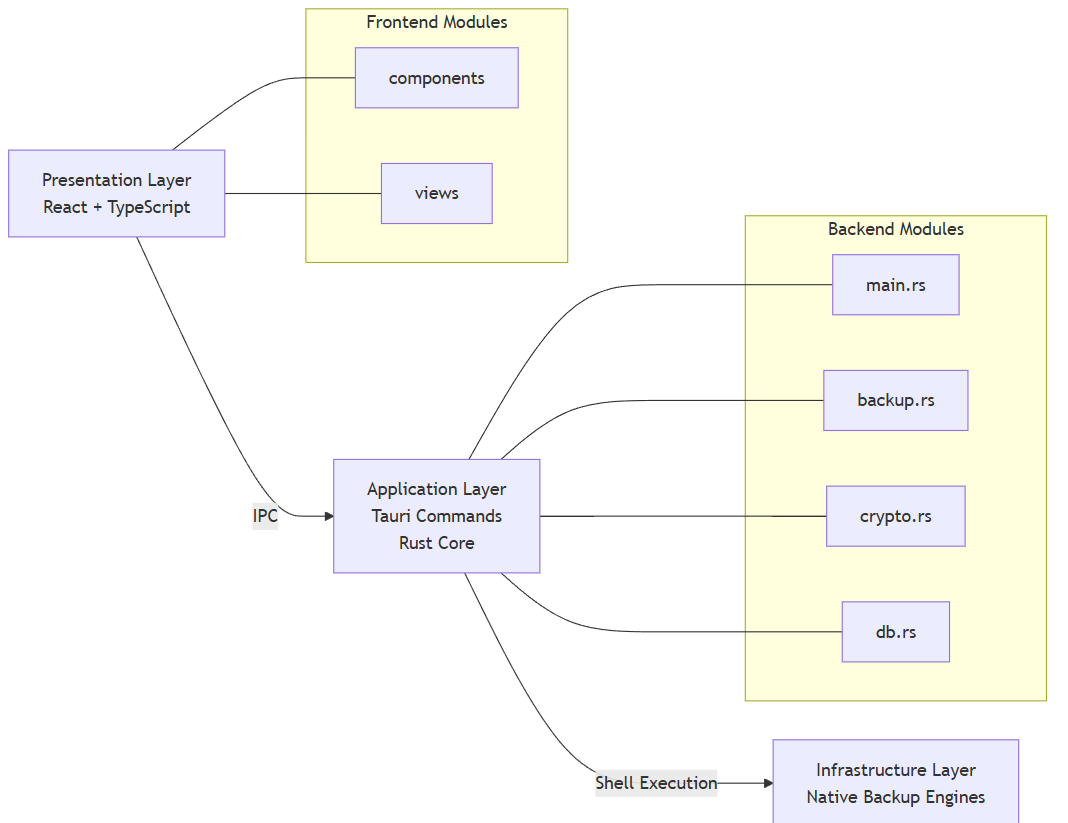 Frontend Modules
components
Presentation Layer
React + TypeScript
views
Backend Modules
main.rs
backup.rs
Application Layer
Tauri Commands
Rust Core
IPC
crypto.rs
db.rs
Shell Execution
Infrastructure Layer
Native Backup Engines